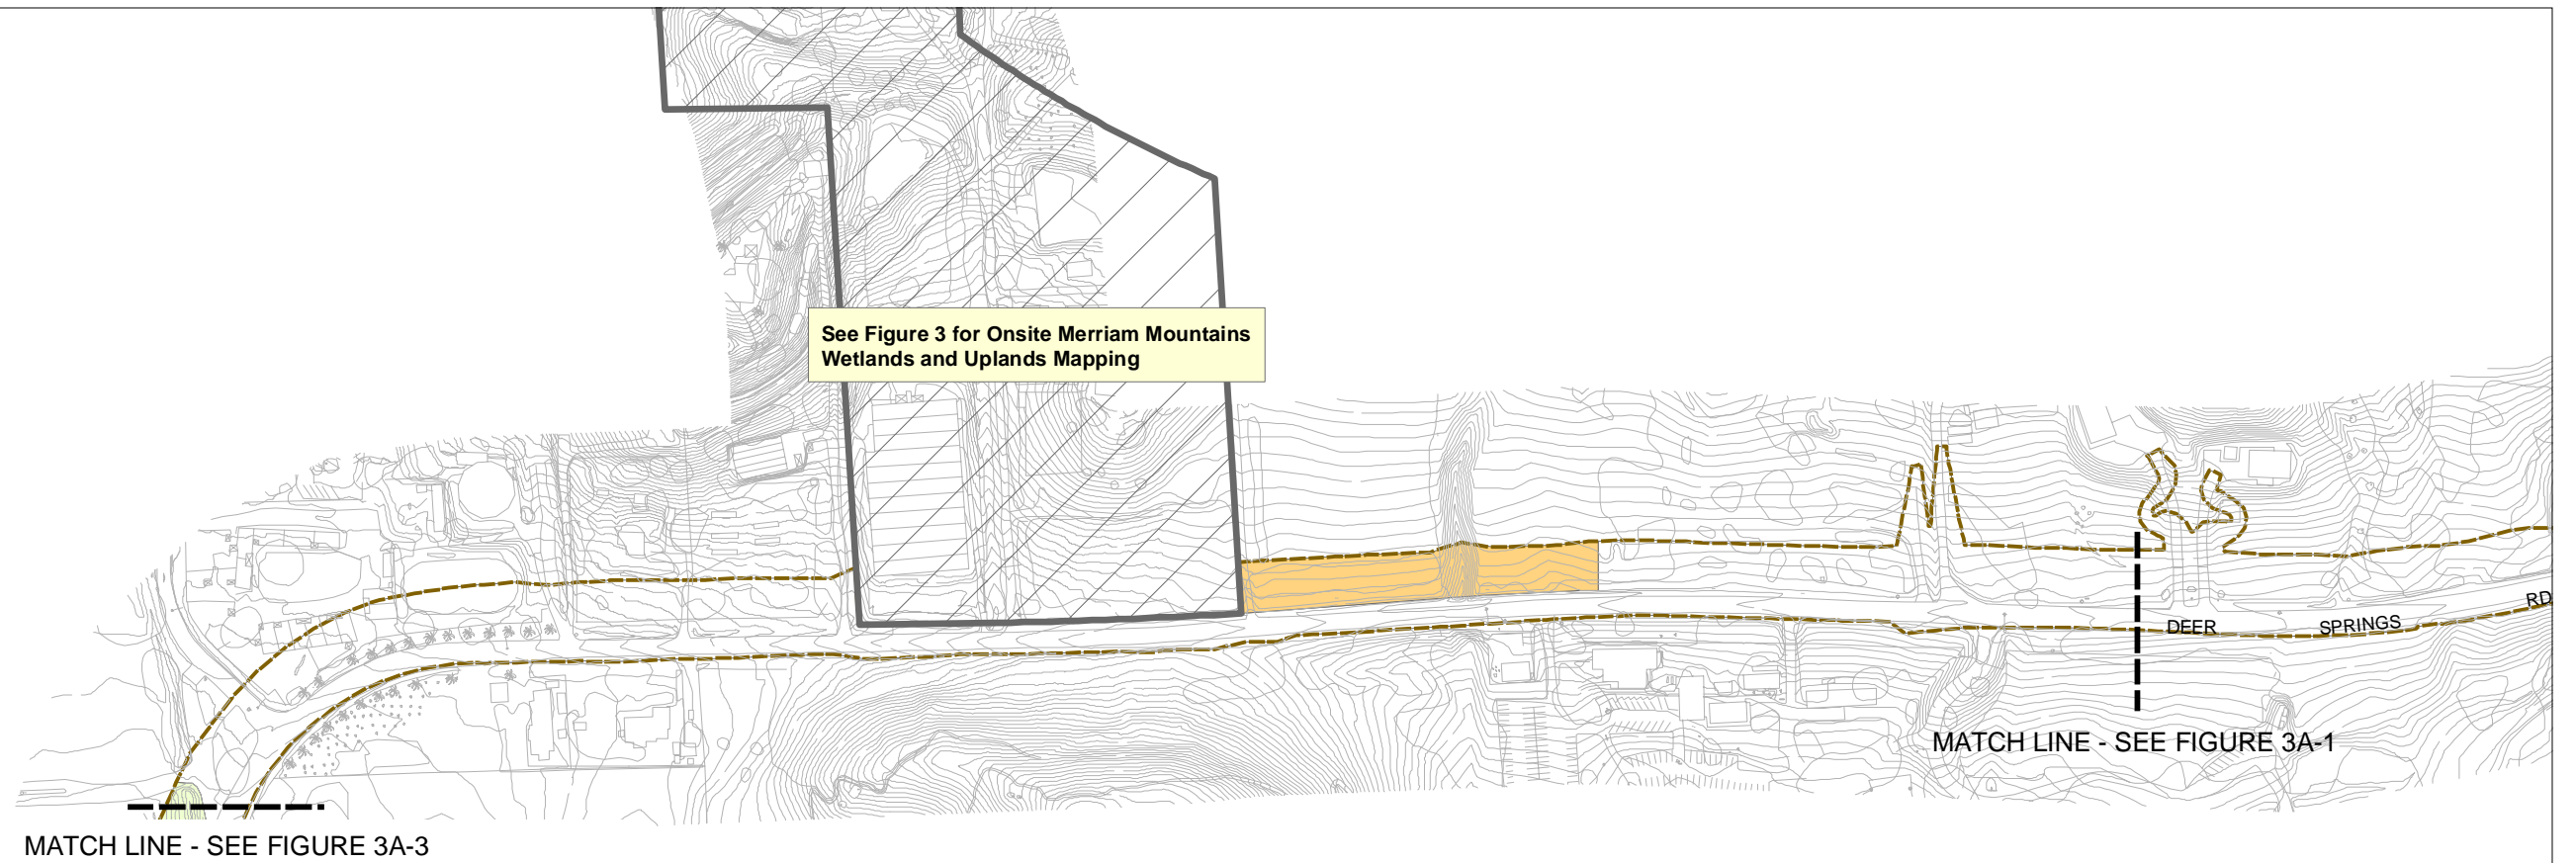 See Figure 3 for Onsite Merriam Mountains
Wetlands and Uplands Mapping
DEER SPRINGS RD
MATCH LINE - SEE FIGURE 3A-1
MATCH LINE - SEE FIGURE 3A-3